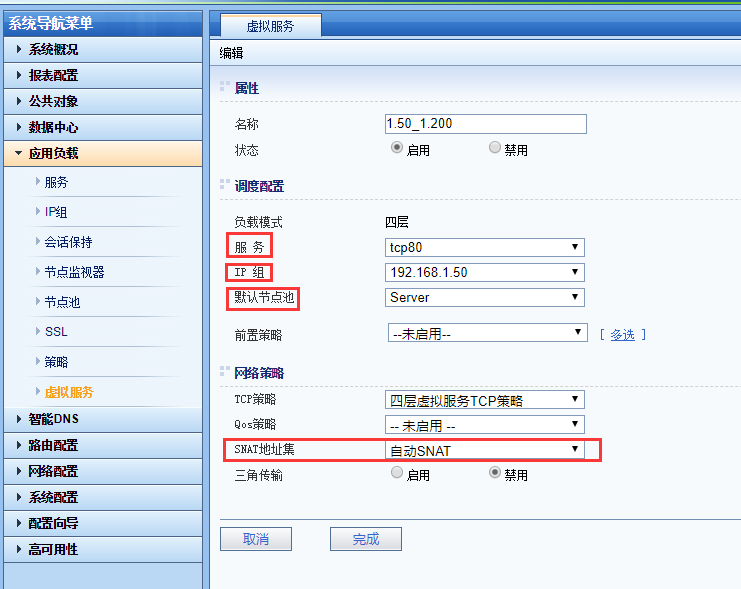 系统导航菜单
系统概况
报表配置
公共对象
数据中心
应用负载
服务
IP组
会话保持
节点监视器
节点池
SSL
策略
虚拟服务
智能DNS
路由配置
网络配置
系统配置
配置向导
高可用性
虚拟服务
编辑
属性
名称 1.50_1.200
状态 启用 禁用
调度配置
负载模式 四层
服 务 tcp80
IP 组 192.168.1.50
默认节点池 Server
前置策略 --未启用-- [ 多选 ]
网络策略
TCP策略 四层虚拟服务TCP策略
Qos策略 -- 未启用 --
SNAT地址集 自动SNAT
三角传输 启用 禁用
取消 完成